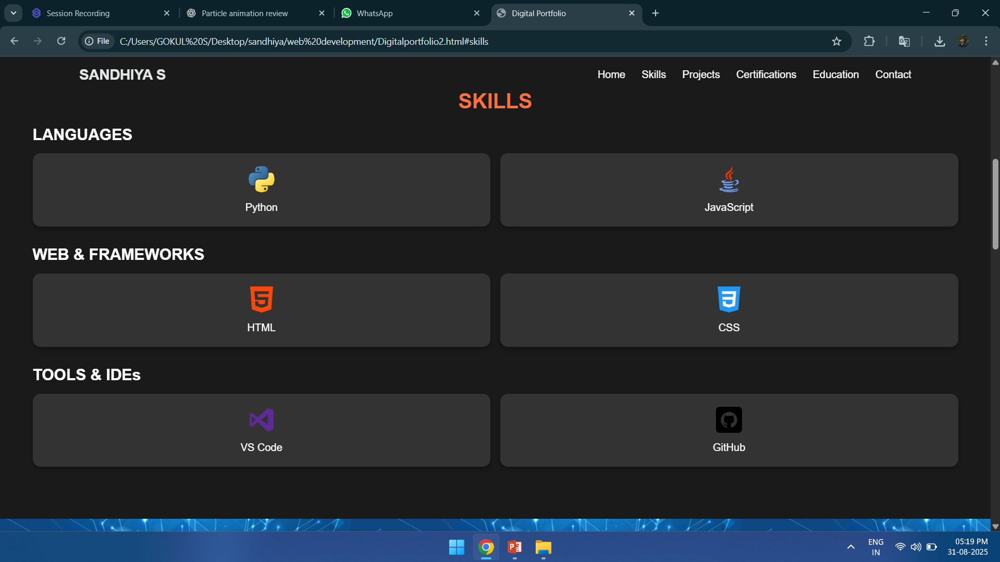 Session Recording
Particle animation review
WhatsApp
Digital Portfolio
File
C:/Users/GOKUL%20S/Desktop/sandhiya/web%20development/Digitalportfolio2.html#skills
SANDHIYA S
Home Skills Projects Certifications Education Contact
SKILLS
LANGUAGES
Python
JavaScript
WEB & FRAMEWORKS
HTML
CSS
TOOLS & IDEs
VS Code
GitHub
ENG
IN
05:19 PM
31-08-2025